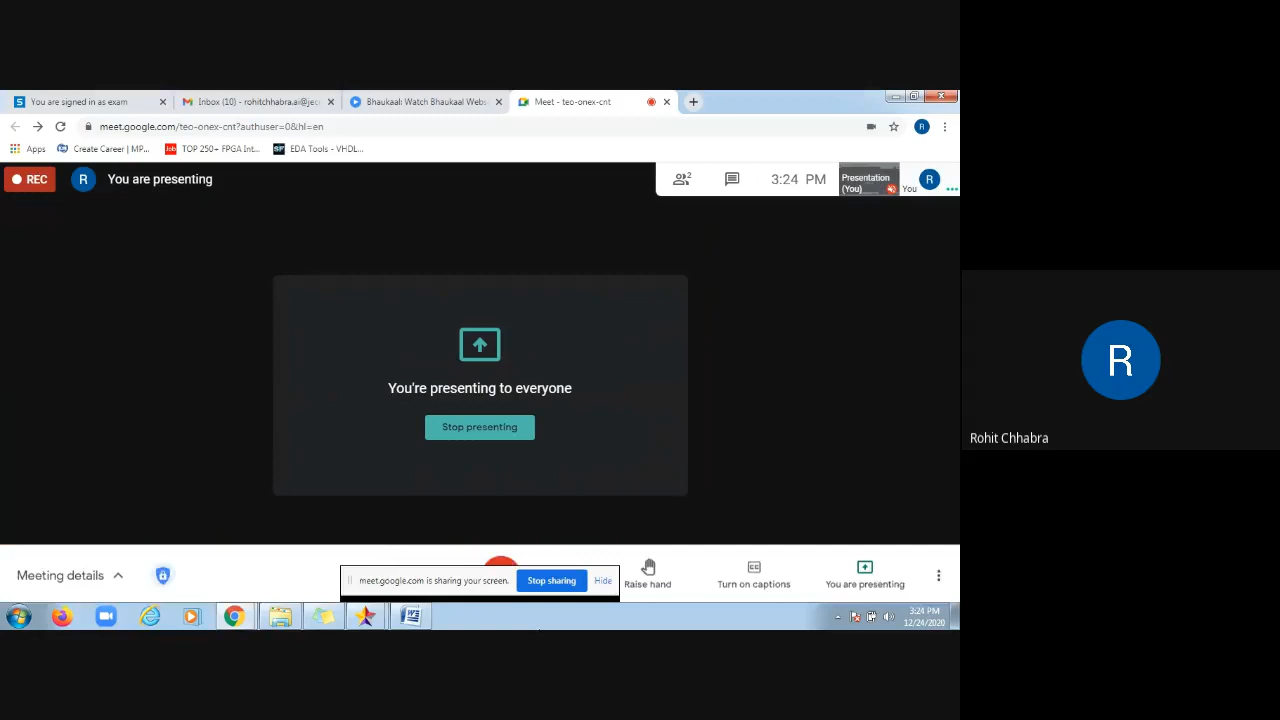 You are signed in as exam
Inbox (10) - rohitchhabra.ai@jec
Bhaukaal: Watch Bhaukaal Webs
Meet - teo-onex-cnt
meet.google.com/teo-onex-cnt?authuser=0&hl=en
R
Apps
Create Career | MP...
TOP 250+ FPGA Int...
EDA Tools - VHDL...
REC
R
You are presenting
2
3:24 PM
Presentation
(You)
You
R
You're presenting to everyone
Stop presenting
R
Rohit Chhabra
Meeting details
meet.google.com is sharing your screen.
Stop sharing
Hide
Raise hand
Turn on captions
You are presenting
3:24 PM
12/24/2020